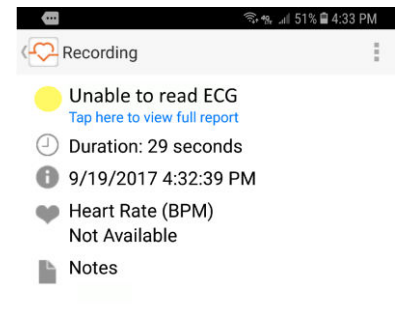 51% 4:33 PM
Recording
Unable to read ECG
Tap here to view full report
Duration: 29 seconds
9/19/2017 4:32:39 PM
Heart Rate (BPM)
Not Available
Notes